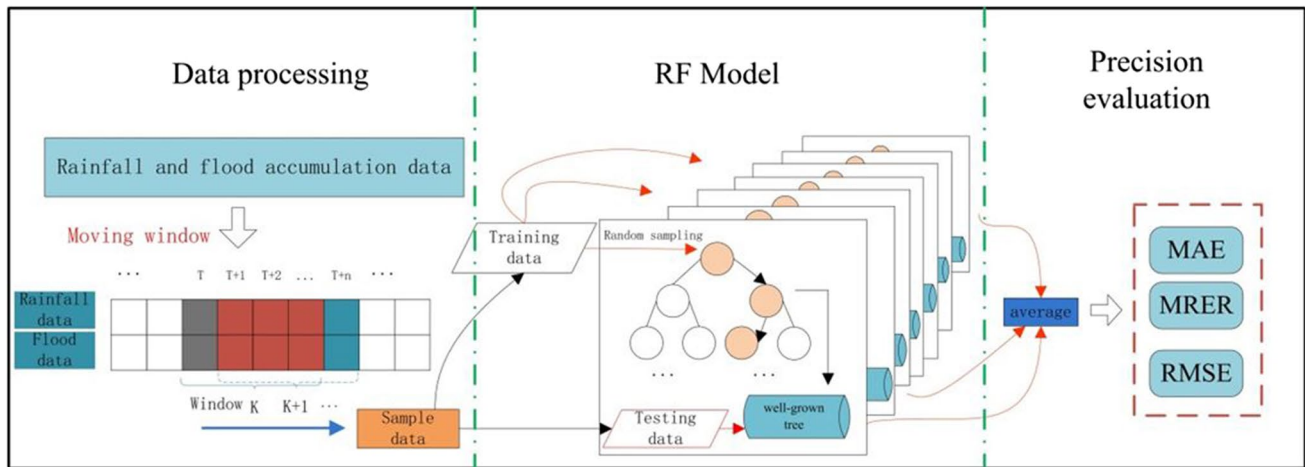 Data processing
RF Model
Precision
evaluation
Rainfall and flood accumulation data
Moving window
... T T+1 T+2 ... T+n ...
Rainfall
data
Flood
data
Window K K+1 ...
Sample
data
Training
data
Random sampling
... ...
Testing
data
well-grown
tree
average
MAE
MRER
RMSE